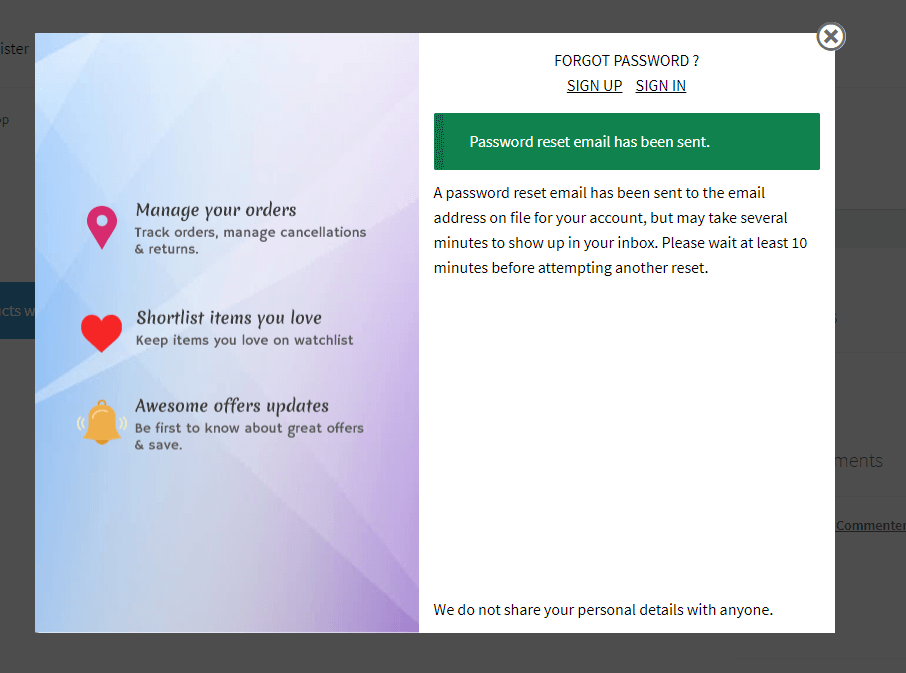 FORGOT PASSWORD ?
SIGN UP SIGN IN
Password reset email has been sent.
A password reset email has been sent to the email
address on file for your account, but may take several
minutes to show up in your inbox. Please wait at least 10
minutes before attempting another reset.
We do not share your personal details with anyone.
Manage your orders
Track orders, manage cancellations
& returns.
Shortlist items you love
Keep items you love on watchlist
Awesome offers updates
Be first to know about great offers
& save.
ister
op
cts w
ments
Commenter